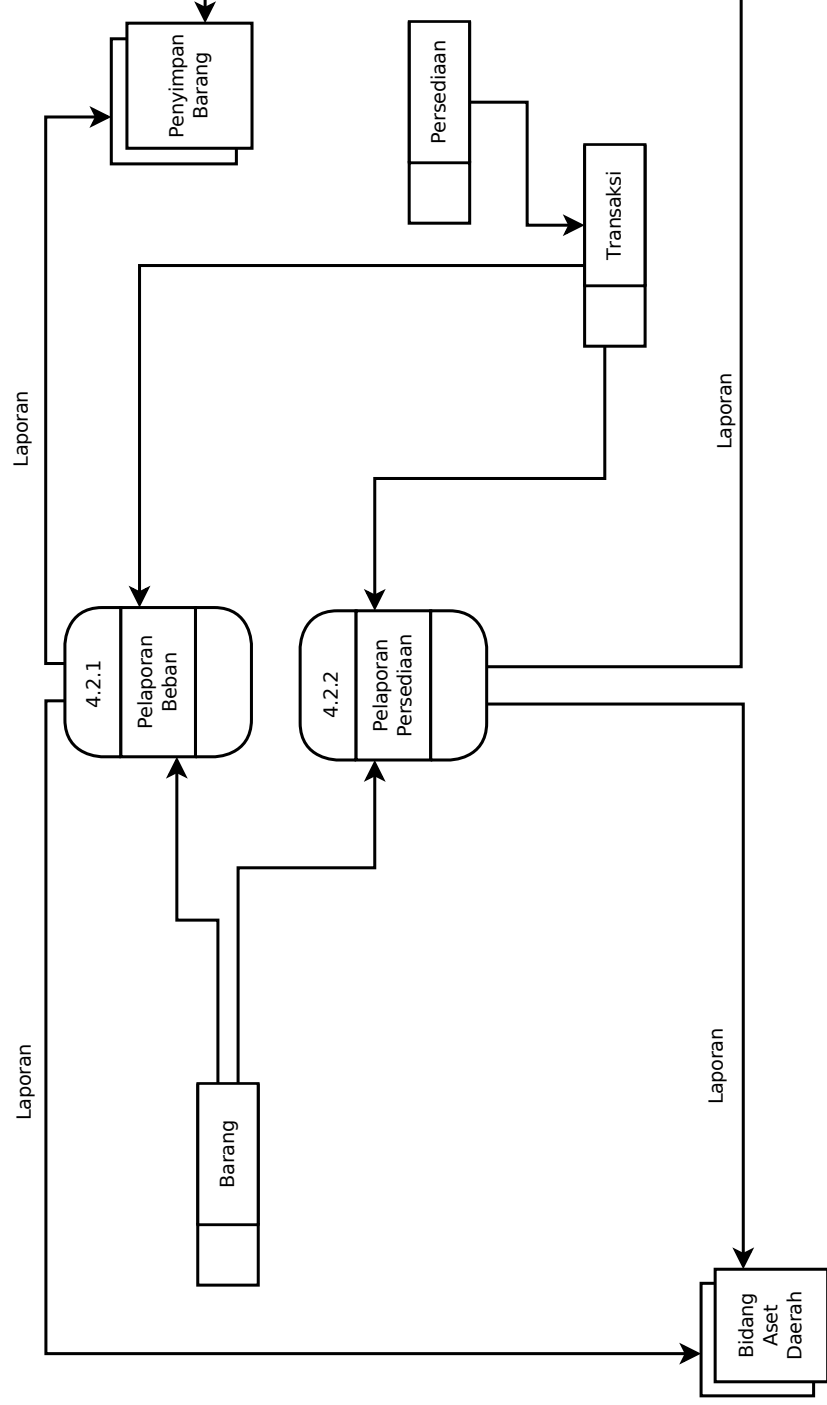 Laporan
Laporan
Penyimpan
Barang
4.2.1
Pelaporan
Beban
Barang
4.2.2
Pelaporan
Persediaan
Persediaan
Transaksi
Laporan
Laporan
Bidang
Aset
Daerah